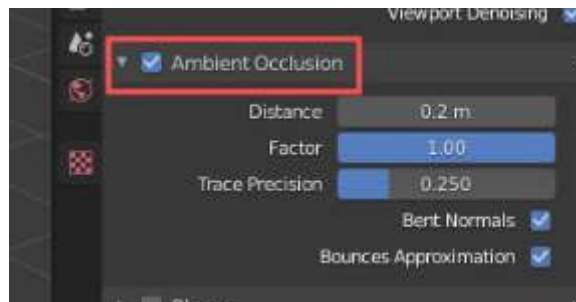 Viewport Denoising
Ambient Occlusion
Distance 0.2 m
Factor 1.00
Trace Precision 0.250
Bent Normals
Bounces Approximation